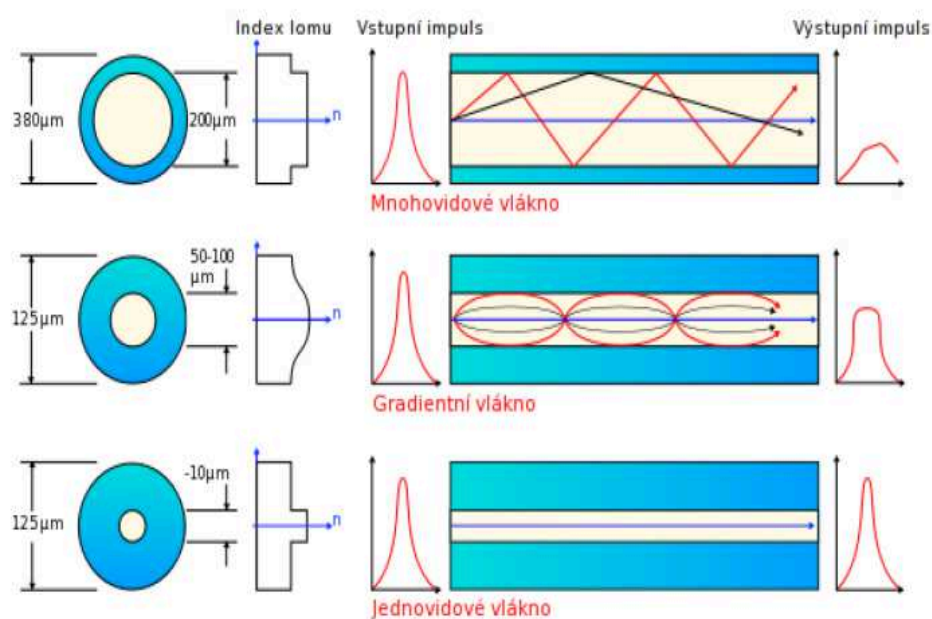 Index lomu
Vstupní impuls
Výstupní impuls
380µm
200µm
n
Mnohovidové vlákno
50-100
µm
125µm
n
Gradientní vlákno
-10µm
125µm
n
Jednovidové vlákno